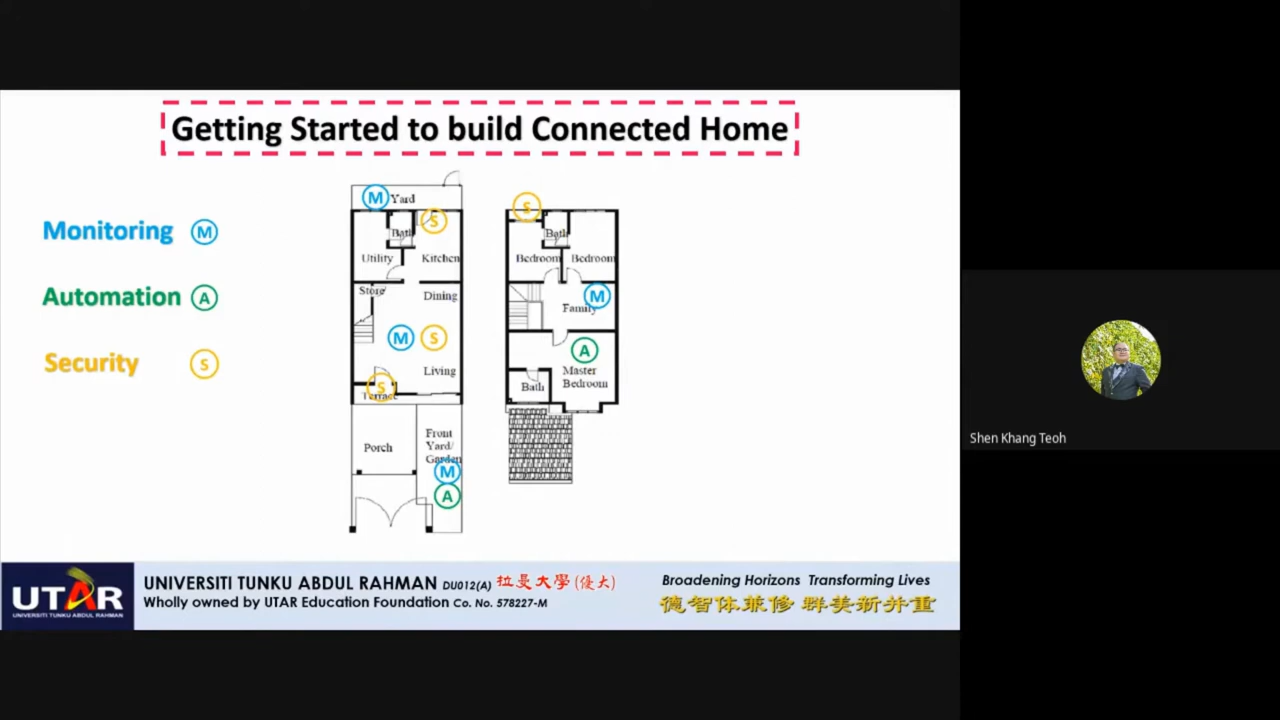 Getting Started to build Connected Home
Monitoring M
Automation A
Security S
M Yard
S
Bath
Utility
Kitchen
Store
Dining
M S
Living
S
Terrace
Porch
Front
Yard/
Garden
M
A
S
Bath
Bedroom
Bedroom
M
Family
A
Master
Bedroom
Bath
UTAR
UNIVERSITI TUNKU ABDUL RAHMAN
UNIVERSITI TUNKU ABDUL RAHMAN DU012(A) 拉曼大學(優大)
Wholly owned by UTAR Education Foundation Co. No. 578227-M
Broadening Horizons Transforming Lives
德智体兼修 群美新并重
Shen Khang Teoh